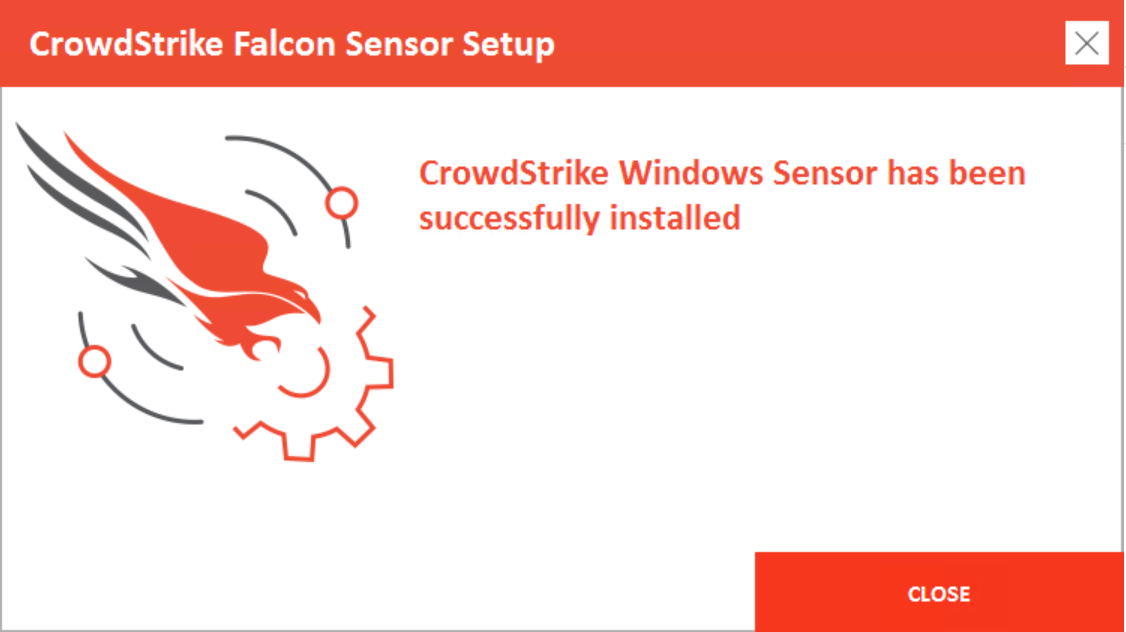 CrowdStrike Falcon Sensor Setup
CrowdStrike Windows Sensor has been
successfully installed
CLOSE